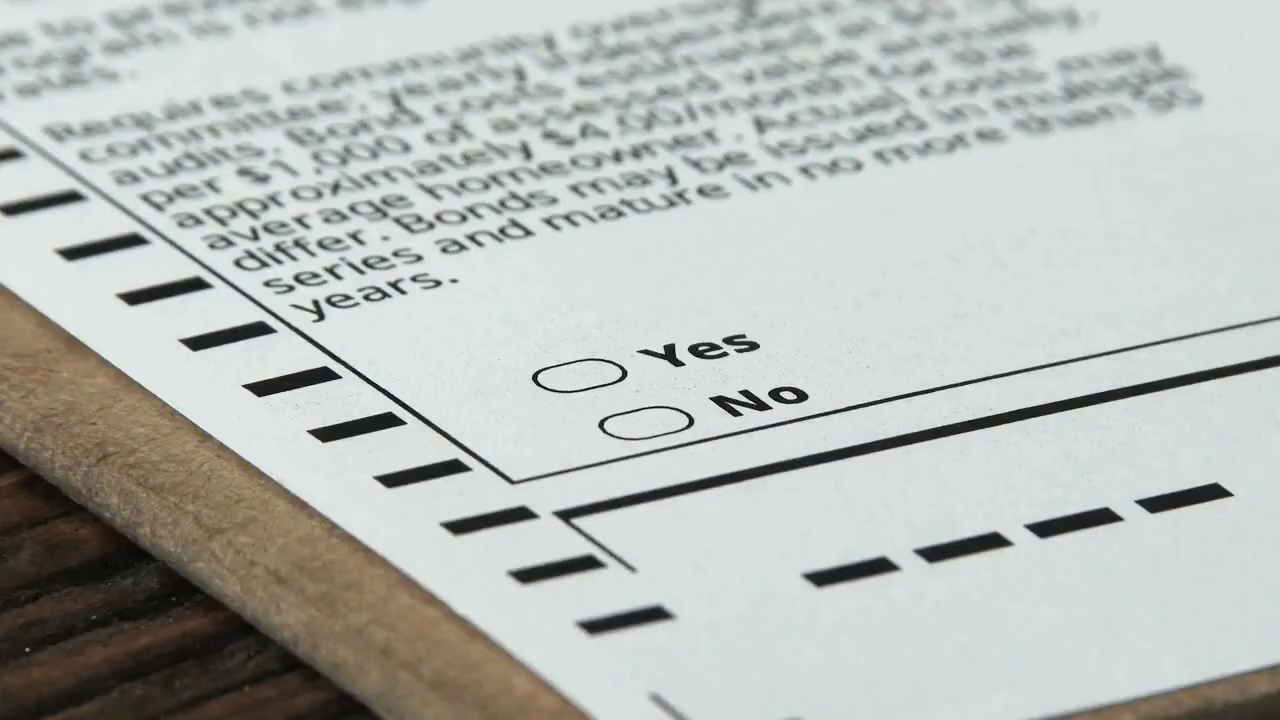 Requires community oversight
committee; yearly independent
audits. Bond costs estimated at
per $1,000 of assessed value annually,
approximately $4.00/month for the
average homeowner. Actual costs may
differ. Bonds may be issued in multiple
series and mature in no more than
years.
Yes
No